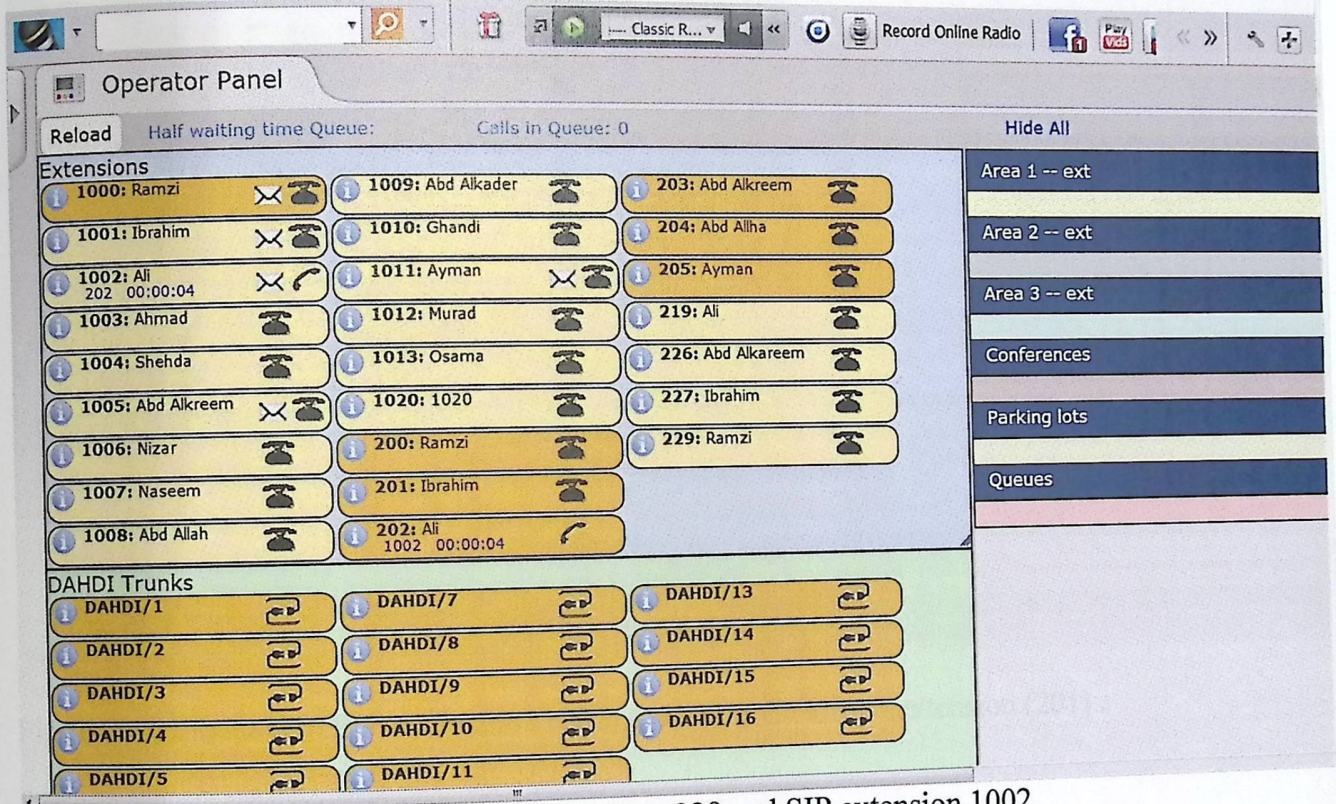 Classic R...
Record Online Radio
1
Play
Vids
Operator Panel
Reload
Half waiting time Queue:
Calls in Queue: 0
Hide All
Extensions
1000: Ramzi
1001: Ibrahim
1002: Ali
202 00:00:04
1003: Ahmad
1004: Shehda
1005: Abd Alkreem
1006: Nizar
1007: Naseem
1008: Abd Allah
1009: Abd Alkader
1010: Ghandi
1011: Ayman
1012: Murad
1013: Osama
1020: 1020
200: Ramzi
201: Ibrahim
202: Ali
1002 00:00:04
203: Abd Alkreem
204: Abd Allha
205: Ayman
219: Ali
226: Abd Alkareem
227: Ibrahim
229: Ramzi
Area 1 -- ext
Area 2 -- ext
Area 3 -- ext
Conferences
Parking lots
Queues
DAHDI Trunks
DAHDI/1
DAHDI/2
DAHDI/3
DAHDI/4
DAHDI/5
DAHDI/7
DAHDI/8
DAHDI/9
DAHDI/10
DAHDI/11
DAHDI/13
DAHDI/14
DAHDI/15
DAHDI/16
and SIP extension 1002